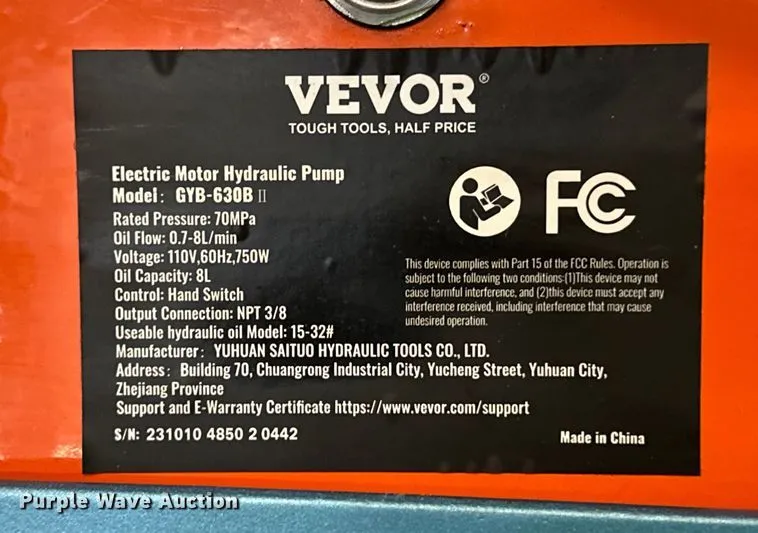 VEVOR®
TOUGH TOOLS, HALF PRICE
Electric Motor Hydraulic Pump
Model: GYB-630B II
Rated Pressure: 70MPa
Oil Flow: 0.7-8L/min
Voltage: 110V,60Hz,750W
Oil Capacity: 8L
Control: Hand Switch
Output Connection: NPT 3/8
Useable hydraulic oil Model: 15-32#
Manufacturer: YUHUAN SAITUO HYDRAULIC TOOLS CO., LTD.
Address: Building 70, Chuangrong Industrial City, Yucheng Street, Yuhuan City,
Zhejiang Province
Support and E-Warranty Certificate https://www.vevor.com/support
S/N: 231010 4850 2 0442
FC
This device complies with Part 15 of the FCC Rules. Operation is
subject to the following two conditions:(1)This device may not
cause harmful interference, and (2)this device must accept any
interference received, including interference that may cause
undesired operation.
Made in China
Purple Wave Auction